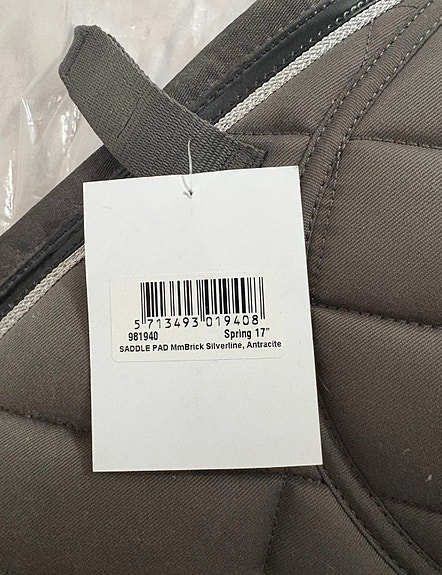 5 713493 019408
981940 Spring 17"
SADDLE PAD MmBrick Silverline, Antracite